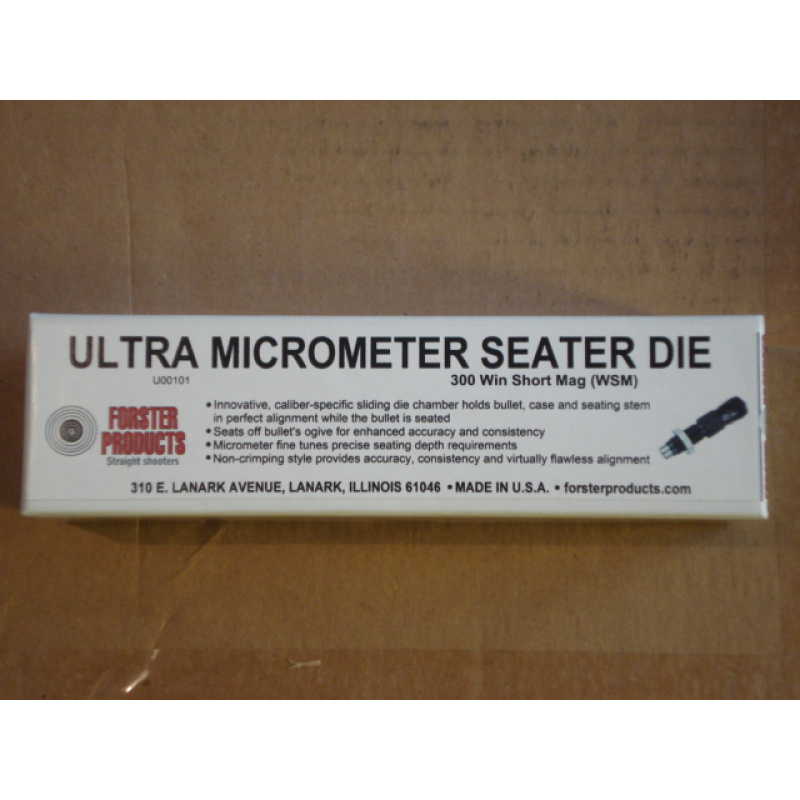 ULTRA MICROMETER SEATER DIE
U00101
300 Win Short Mag (WSM)
FORSTER
PRODUCTS
Straight shooters
• Innovative, caliber-specific sliding die chamber holds bullet, case and seating stem
in perfect alignment while the bullet is seated
• Seats off bullet's ogive for enhanced accuracy and consistency
• Micrometer fine tunes precise seating depth requirements
• Non-crimping style provides accuracy, consistency and virtually flawless alignment
310 E. LANARK AVENUE, LANARK, ILLINOIS 61046 • MADE IN U.S.A. • forsterproducts.com